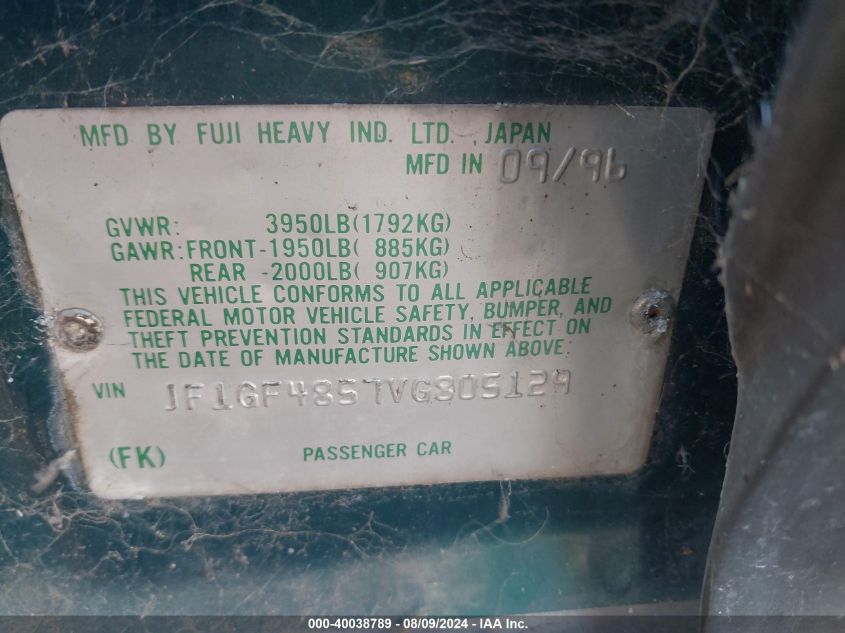 MFD BY FUJI HEAVY IND. LTD. , JAPAN
MFD IN 09/96
GVWR: 3950LB(1792KG)
GAWR:FRONT-1950LB( 885KG)
REAR -2000LB( 907KG)
THIS VEHICLE CONFORMS TO ALL APPLICABLE
FEDERAL MOTOR VEHICLE SAFETY, BUMPER, AND
THEFT PREVENTION STANDARDS IN EFFECT ON
THE DATE OF MANUFACTURE SHOWN ABOVE:
VIN JF1GF4857VG805129
(FK) PASSENGER CAR
000-40038789 - 08/09/2024 - IAA Inc.